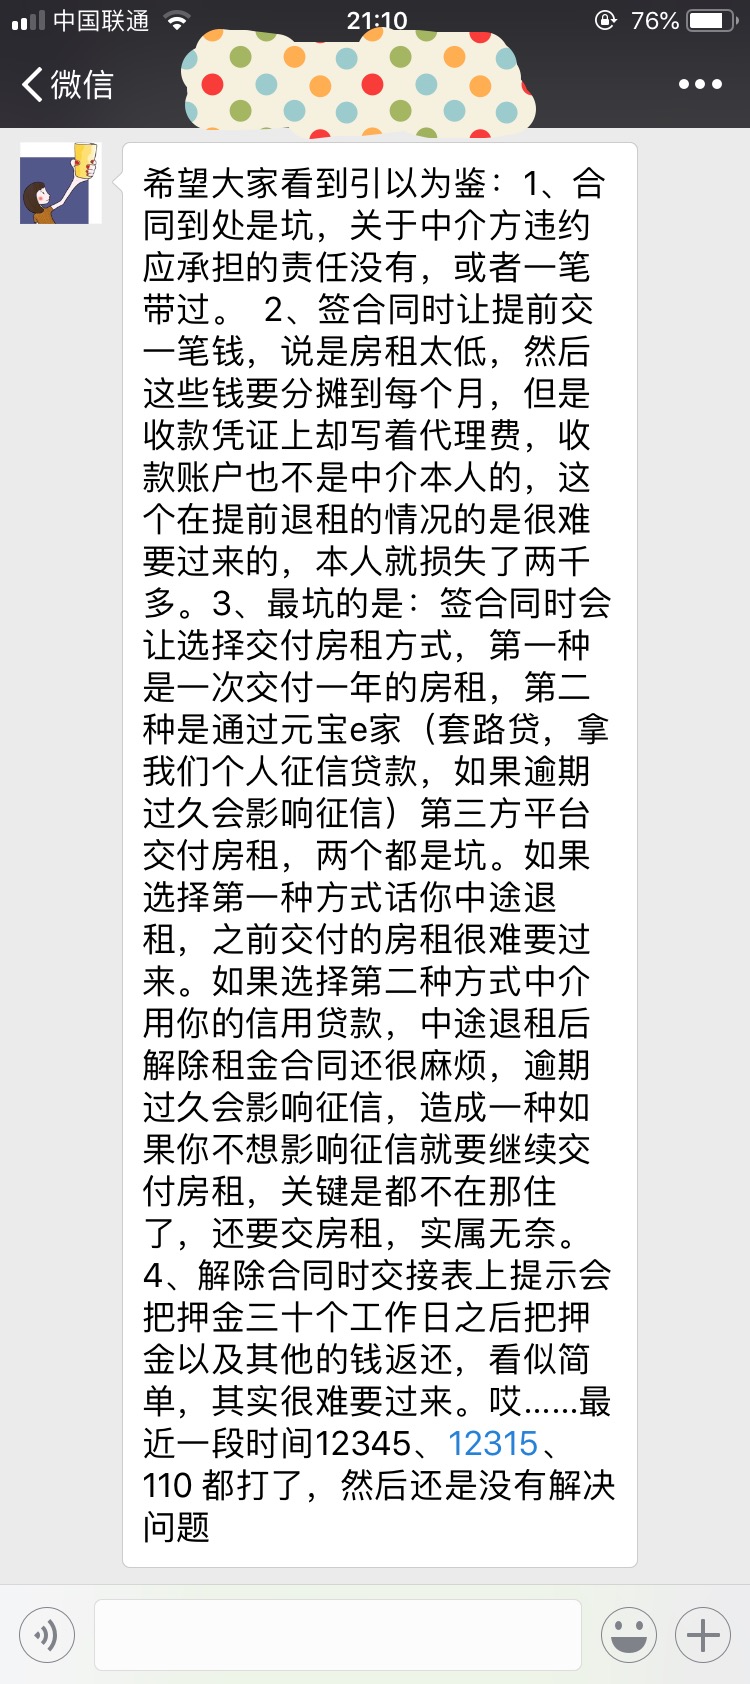 中国联通
21:10
76%
微信
希望大家看到引以为鉴：1、合
同到处是坑，关于中介方违约
应承担的责任没有，或者一笔
带过。 2、签合同时让提前交
一笔钱，说是房租太低，然后
这些钱要分摊到每个月，但是
收款凭证上却写着代理费，收
款账户也不是中介本人的，这
个在提前退租的情况的是很难
要过来的，本人就损失了两千
多。3、最坑的是：签合同时会
让选择交付房租方式，第一种
是一次交付一年的房租，第二
种是通过元宝e家（套路贷，拿
我们个人征信贷款，如果逾期
过久会影响征信）第三方平台
交付房租，两个都是坑。如果
选择第一种方式话你中途退
租，之前交付的房租很难要过
来。如果选择第二种方式中介
用你的信用贷款，中途退租后
解除租金合同还很麻烦，逾期
过久会影响征信，造成一种如
果你不想影响征信就要继续交
付房租，关键是都不在那住
了，还要交房租，实属无奈。
4、解除合同时交接表上提示会
把押金三十个工作日之后把押
金以及其他的钱返还，看似简
单，其实很难要过来。哎……最
近一段时间12345、12315、
110 都打了，然后还是没有解决
问题